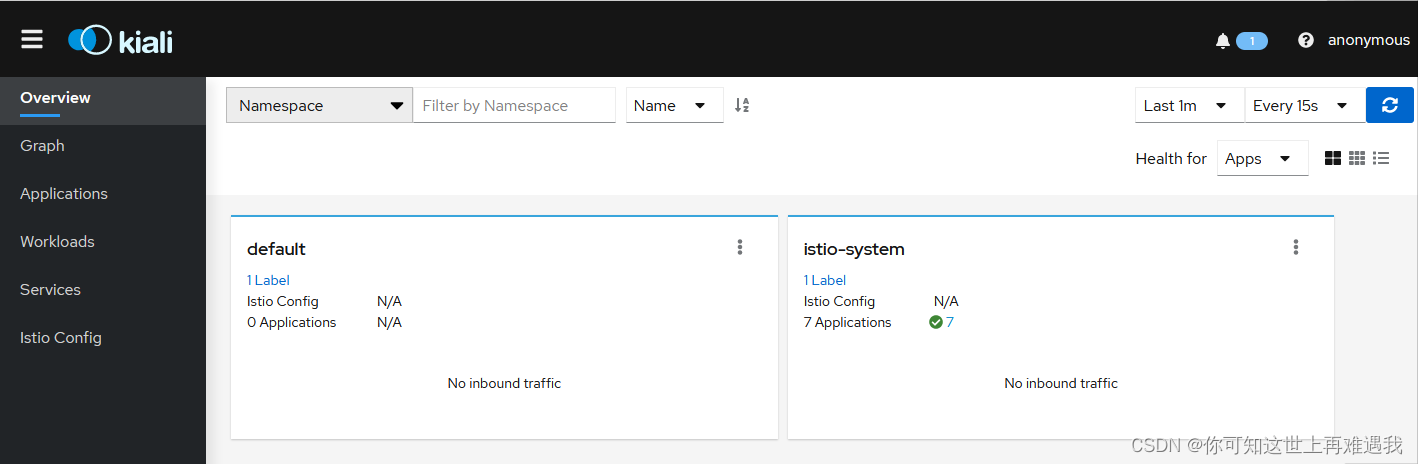 kiali
1
anonymous
Overview
Graph
Applications
Workloads
Services
Istio Config
Namespace
Filter by Namespace
Name
Last 1m
Every 15s
Health for
Apps
default
1 Label
Istio Config N/A
0 Applications N/A
No inbound traffic
istio-system
1 Label
Istio Config N/A
7 Applications 7
No inbound traffic
CSDN @你可知这世上再难遇我